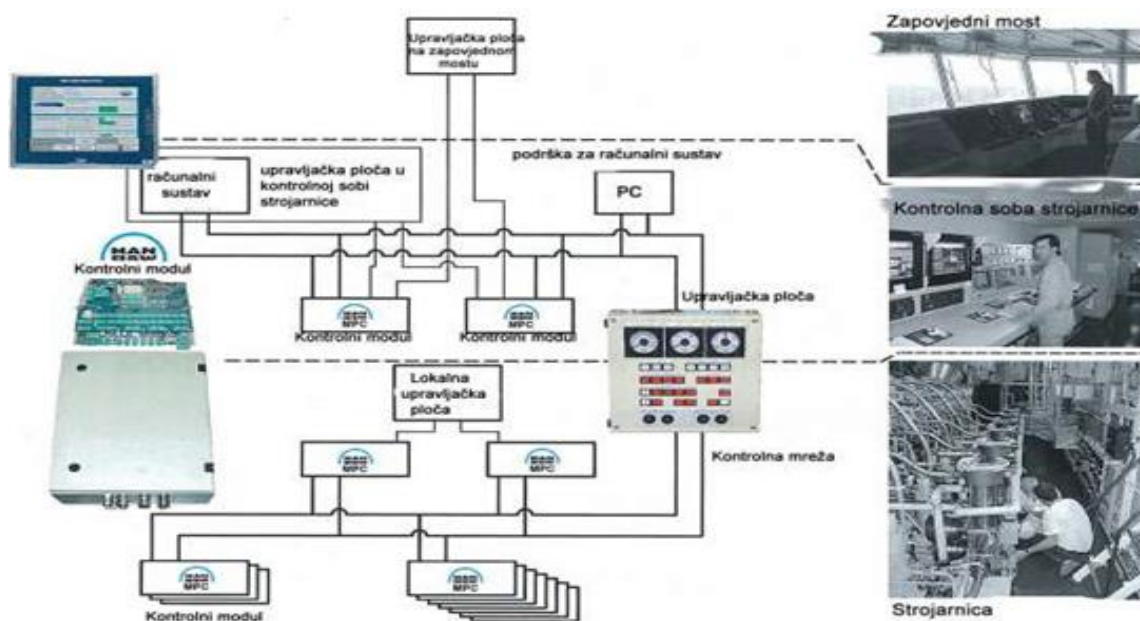 Zapovjedni most
Upravljačka ploča
na zapovjednom
mostu
računalni
sustav
upravljačka ploča u
kontrolnoj sobi
strojarnice
podrška za računalni sustav
PC
Kontrolna soba strojarnice
MAN
B&W
Kontrolni modul
MPC
Kontrolni modul
MPC
Kontrolni modul
Upravljačka ploča
Lokalna
upravljačka
ploča
MPC
MPC
Kontrolna mreža
MPC
Kontrolni modul
MPC
Kontrolni modul
Strojarnica